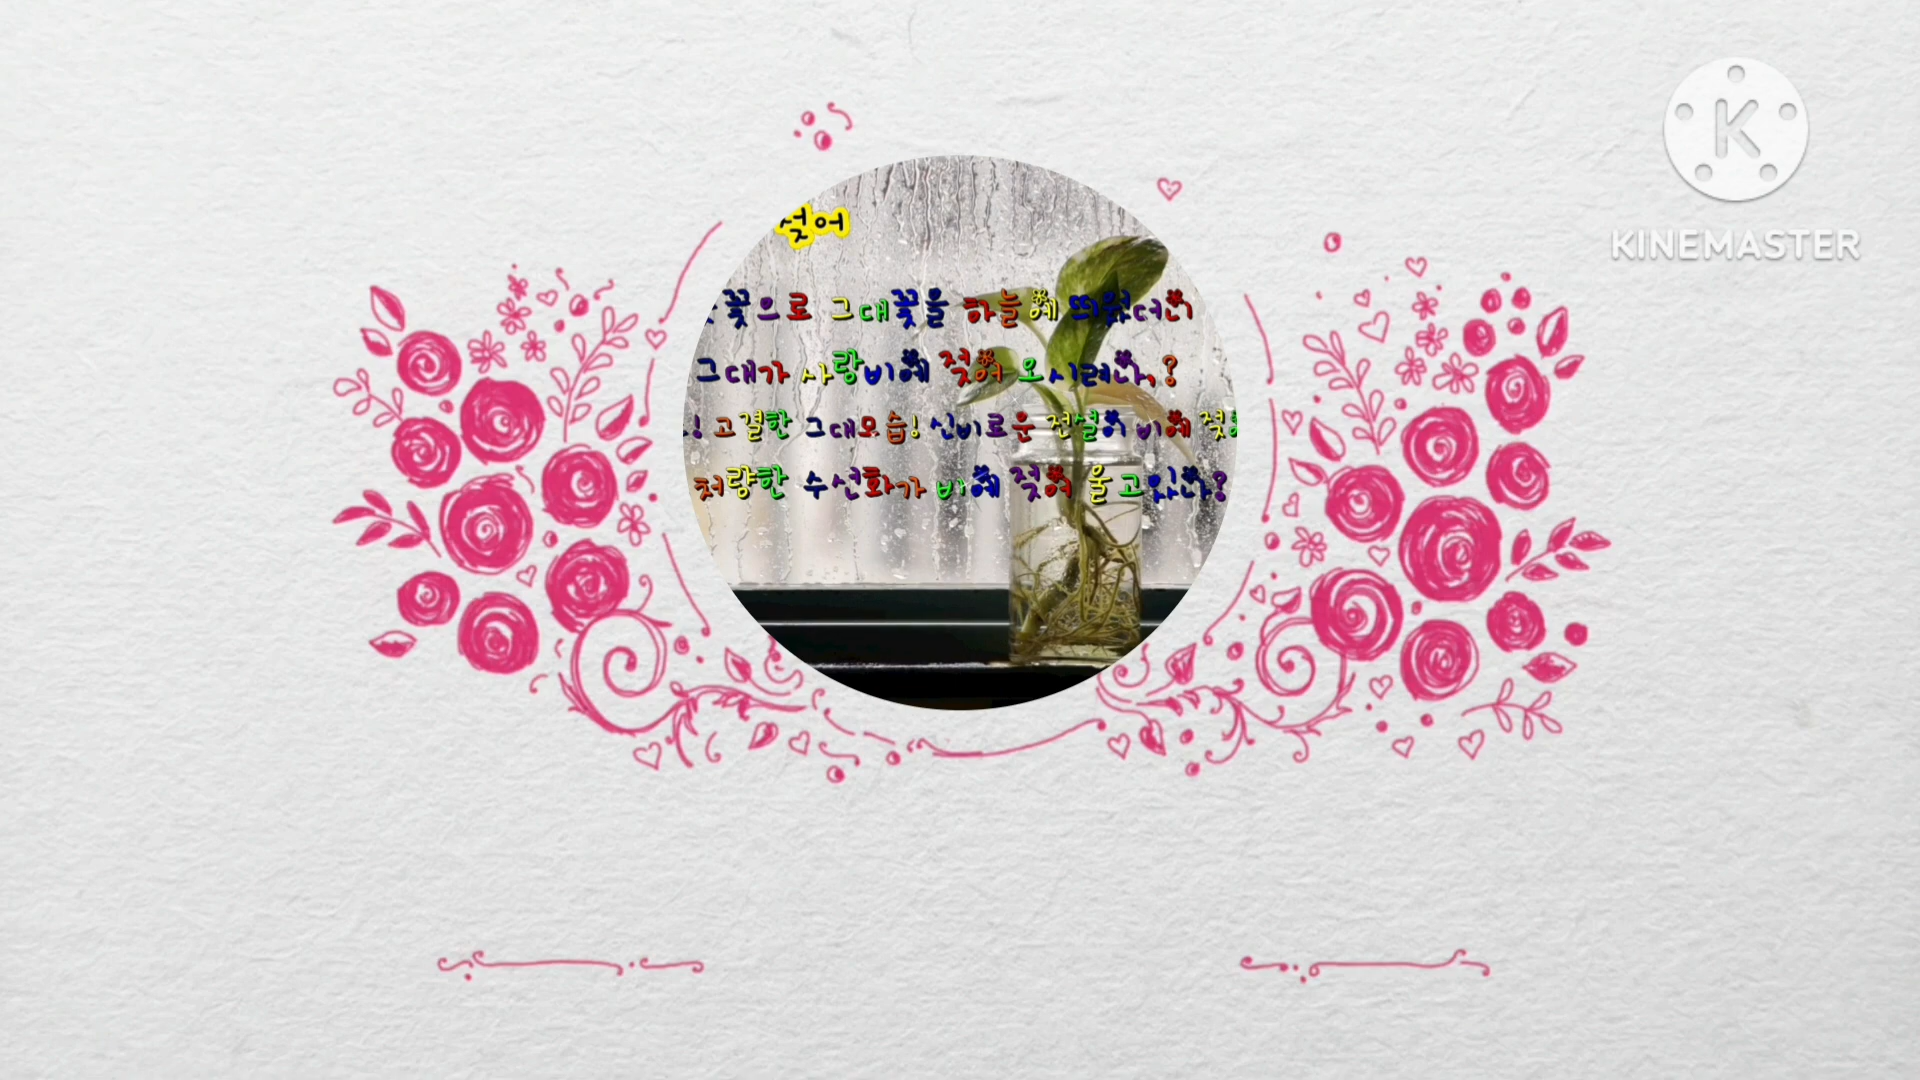 KINEMASTER
꽃으로 그대꽃을 하늘에 띄웠더니
그대가 사랑비에 젖어 오시려나,?
! 고결한 그대모습! 신비로운 전설이 비에 젖
처량한 수선화가 비에 젖어 울고있나?